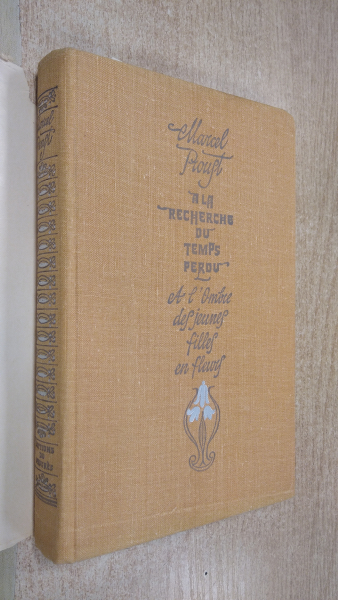 Marcel
Proust
A LA
RECHERCHE
DU
TEMPS
PERDU
A l'Ombre
des jeunes
filles
en fleurs